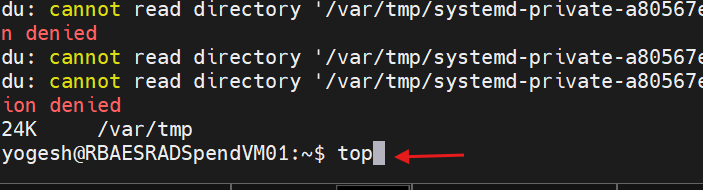 du: cannot read directory '/var/tmp/systemd-private-a80567e
n denied
du: cannot read directory '/var/tmp/systemd-private-a80567e
du: cannot read directory '/var/tmp/systemd-private-a80567e
ion denied
24K     /var/tmp
yogesh@RBAESRADSpendVM01:~$ top